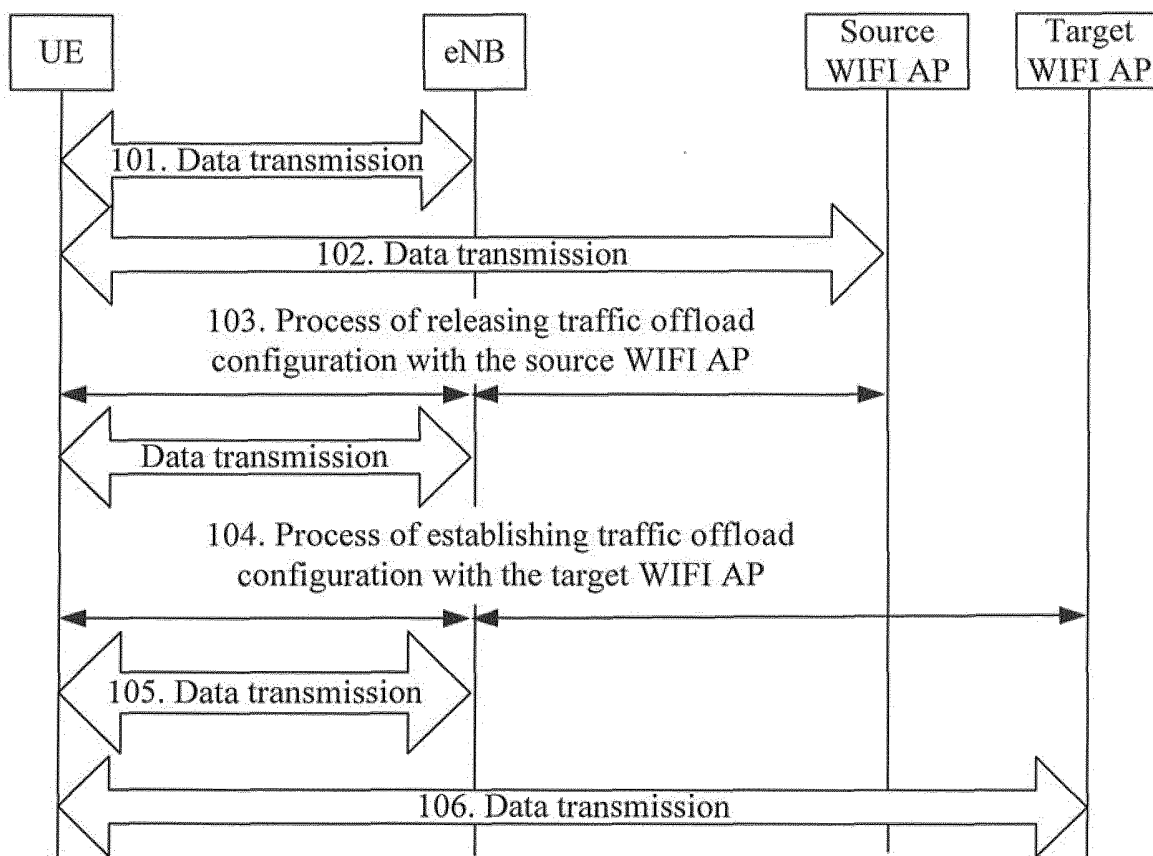 UE
eNB
Source
WIFI AP
Target
WIFI AP
101. Data transmission
102. Data transmission
103. Process of releasing traffic offload
configuration with the source WIFI AP
Data transmission
104. Process of establishing traffic offload
configuration with the target WIFI AP
105. Data transmission
106. Data transmission